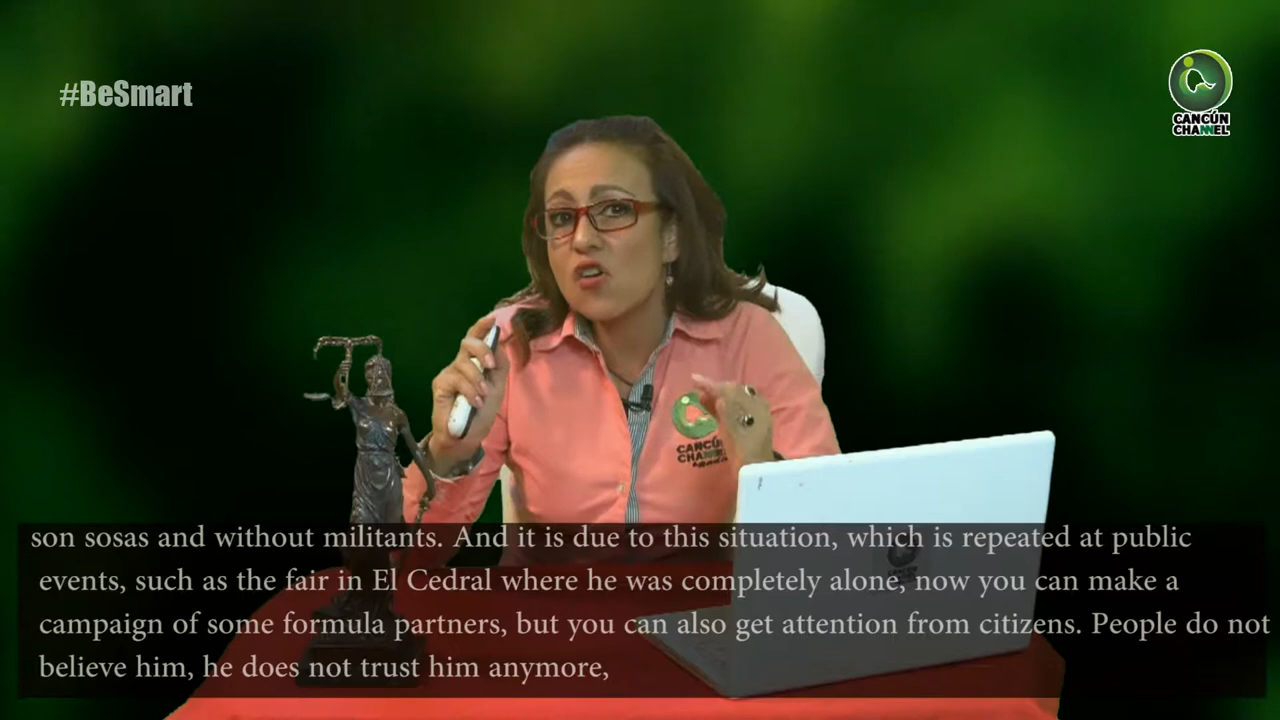 #BeSmart
CANCÚN
CHANNEL
CANCÚN
CHANNEL
son sosas and without militants. And it is due to this situation, which is repeated at public
events, such as the fair in El Cedral where he was completely alone, now you can make a
campaign of some formula partners, but you can also get attention from citizens. People do not
believe him, he does not trust him anymore,